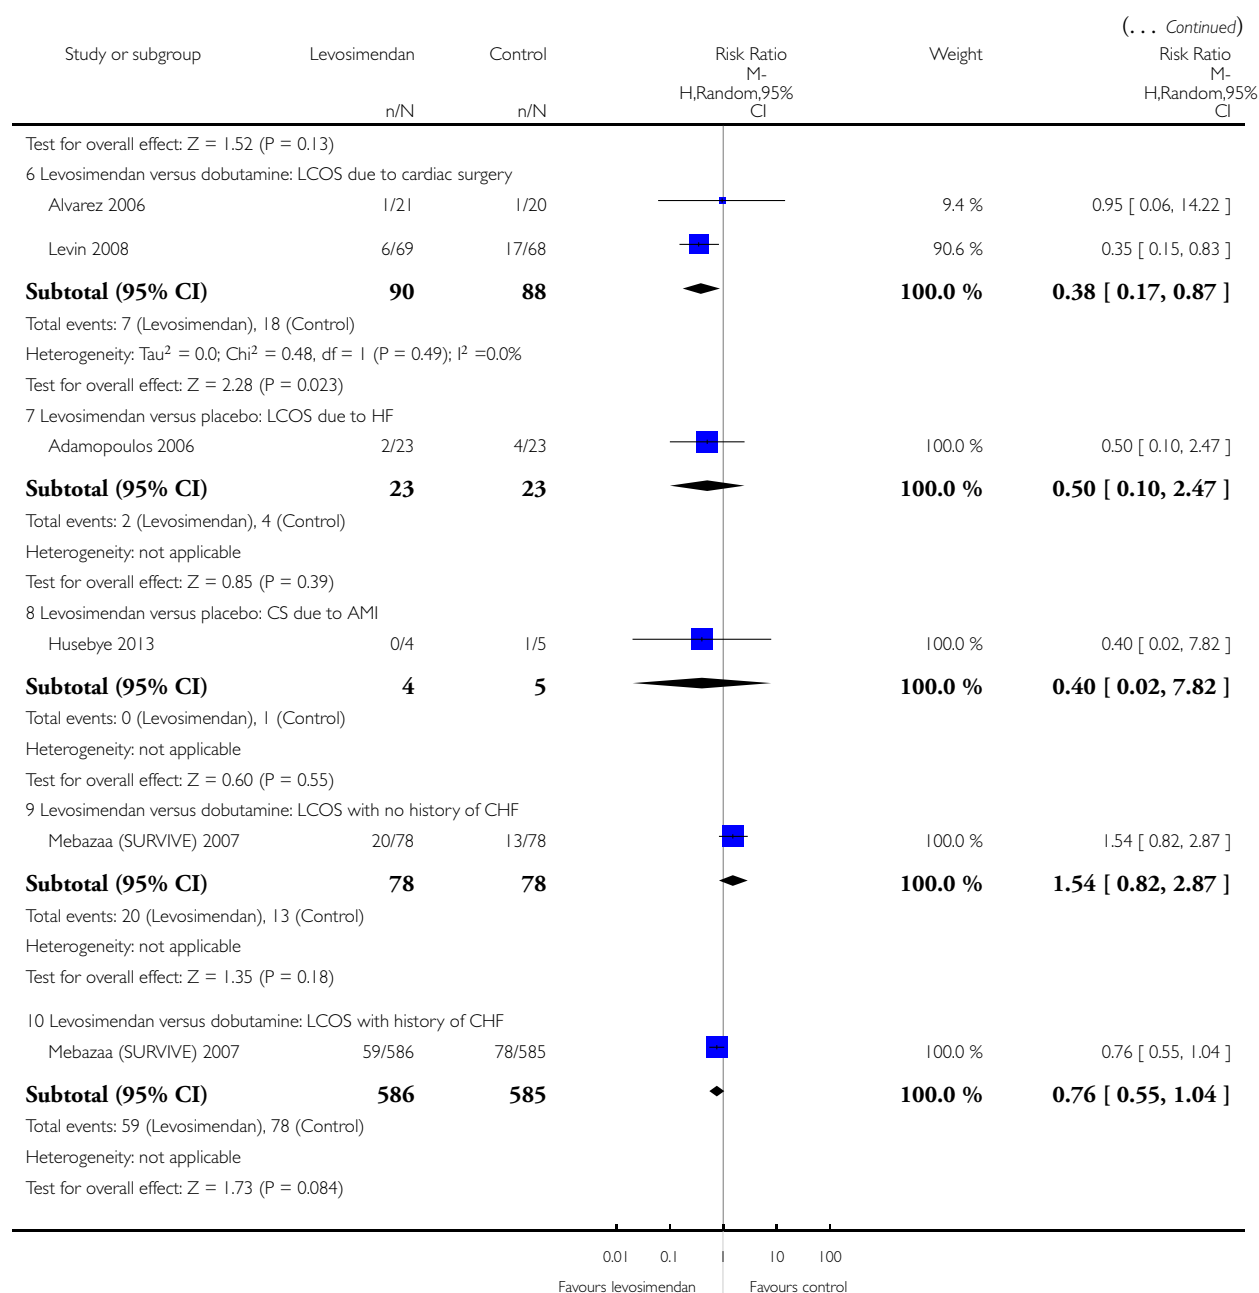 (... Continued)
Study or subgroup Levosimendan Control Risk Ratio Weight Risk Ratio
M- M-
H,Random,95% H,Random,95%
n/N n/N CI CI
Test for overall effect: Z = 1.52 (P = 0.13)
6 Levosimendan versus dobutamine: LCOS due to cardiac surgery
Alvarez 2006 1/21 1/20 9.4 % 0.95 [ 0.06, 14.22 ]
Levin 2008 6/69 17/68 90.6 % 0.35 [ 0.15, 0.83 ]
Subtotal (95% CI) 90 88 100.0 % 0.38 [ 0.17, 0.87 ]
Total events: 7 (Levosimendan), 18 (Control)
Heterogeneity: Tau² = 0.0; Chi² = 0.48, df = 1 (P = 0.49); I² =0.0%
Test for overall effect: Z = 2.28 (P = 0.023)
7 Levosimendan versus placebo: LCOS due to HF
Adamopoulos 2006 2/23 4/23 100.0 % 0.50 [ 0.10, 2.47 ]
Subtotal (95% CI) 23 23 100.0 % 0.50 [ 0.10, 2.47 ]
Total events: 2 (Levosimendan), 4 (Control)
Heterogeneity: not applicable
Test for overall effect: Z = 0.85 (P = 0.39)
8 Levosimendan versus placebo: CS due to AMI
Husebye 2013 0/4 1/5 100.0 % 0.40 [ 0.02, 7.82 ]
Subtotal (95% CI) 4 5 100.0 % 0.40 [ 0.02, 7.82 ]
Total events: 0 (Levosimendan), 1 (Control)
Heterogeneity: not applicable
Test for overall effect: Z = 0.60 (P = 0.55)
9 Levosimendan versus dobutamine: LCOS with no history of CHF
Mebazaa (SURVIVE) 2007 20/78 13/78 100.0 % 1.54 [ 0.82, 2.87 ]
Subtotal (95% CI) 78 78 100.0 % 1.54 [ 0.82, 2.87 ]
Total events: 20 (Levosimendan), 13 (Control)
Heterogeneity: not applicable
Test for overall effect: Z = 1.35 (P = 0.18)
10 Levosimendan versus dobutamine: LCOS with history of CHF
Mebazaa (SURVIVE) 2007 59/586 78/585 100.0 % 0.76 [ 0.55, 1.04 ]
Subtotal (95% CI) 586 585 100.0 % 0.76 [ 0.55, 1.04 ]
Total events: 59 (Levosimendan), 78 (Control)
Heterogeneity: not applicable
Test for overall effect: Z = 1.73 (P = 0.084)
0.01 0.1 1 10 100
Favours levosimendan Favours control